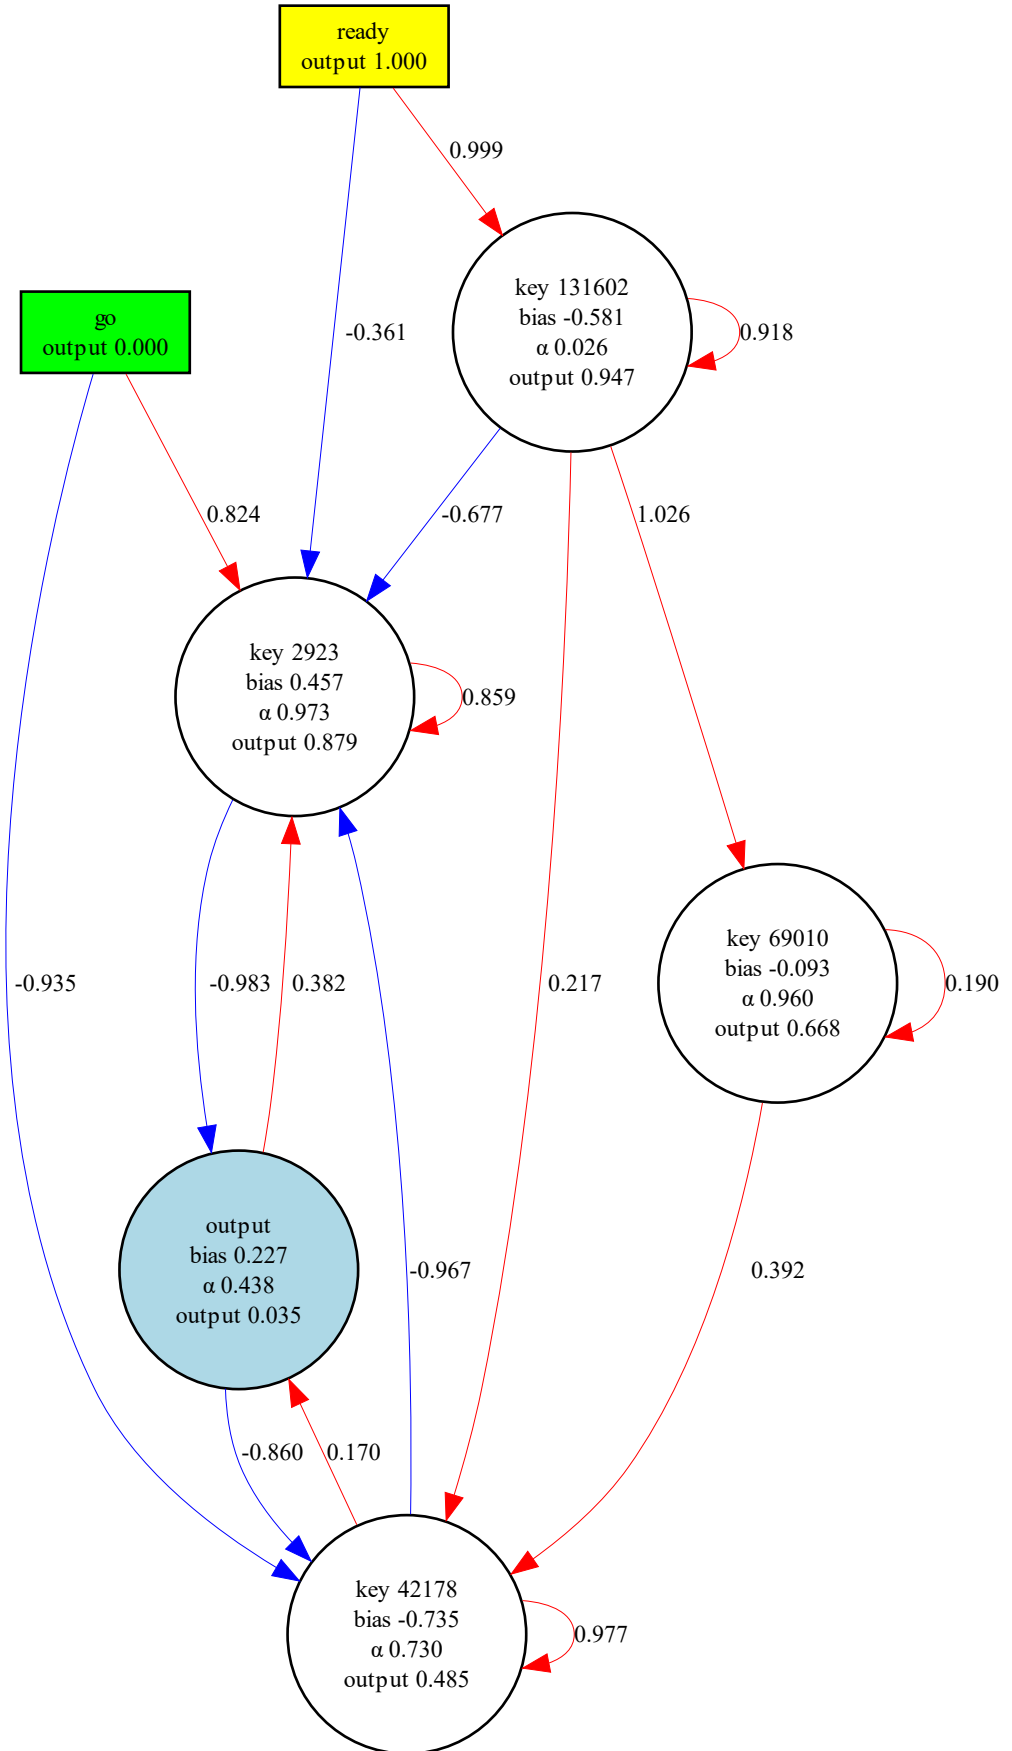 ready
output 1.000
0.999
key 131602
bias -0.581
α 0.026
output 0.947
0.918
go
output 0.000
-0.361
0.824
-0.677
1.026
key 2923
bias 0.457
α 0.973
output 0.879
0.859
key 69010
bias -0.093
α 0.960
output 0.668
0.190
-0.935
-0.983
0.382
0.217
output
bias 0.227
α 0.438
output 0.035
-0.967
0.392
-0.860
0.170
key 42178
bias -0.735
α 0.730
output 0.485
0.977